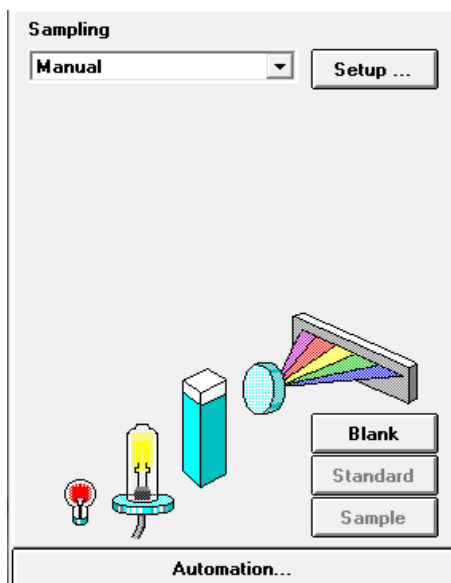 Sampling
Manual
Setup ...
Blank
Standard
Sample
Automation...